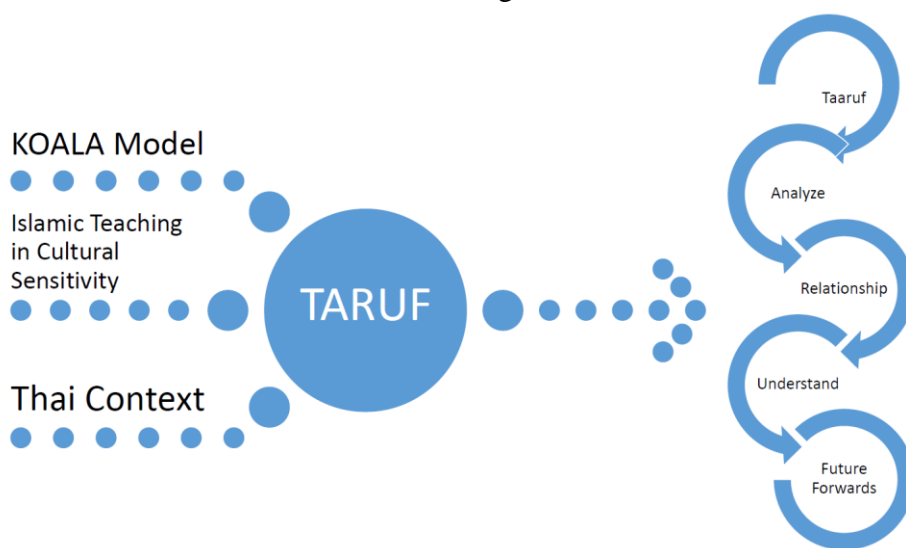 KOALA Model
Islamic Teaching
in Cultural
Sensitivity
Thai Context
TARUF
Taaruf
Analyze
Relationship
Understand
Future
Forwards